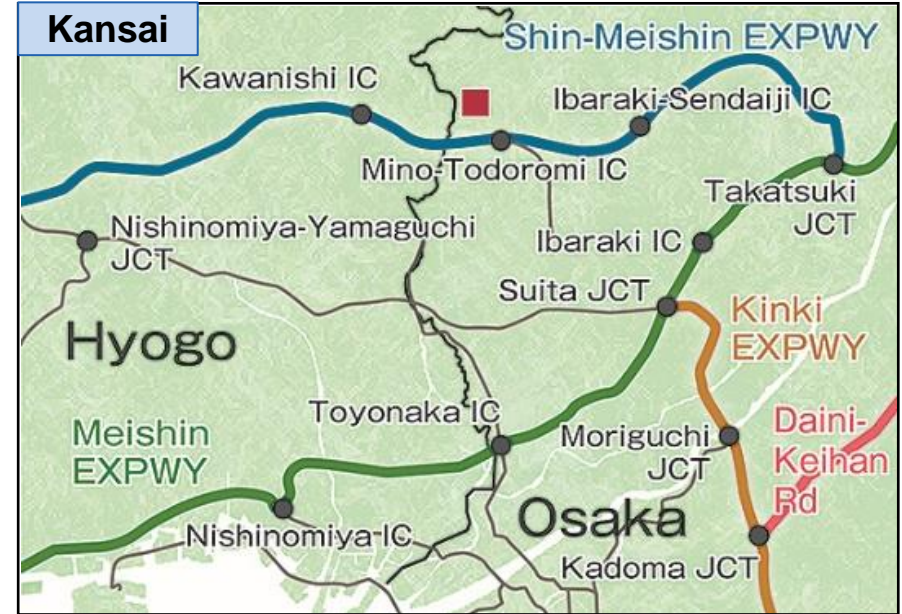 Kansai
Shin-Meishin EXPWY
Kawanishi IC
Ibaraki-Sendaiji IC
Mino-Todoromi IC
Takatsuki
JCT
Nishinomiya-Yamaguchi
JCT
Ibaraki IC
Suita JCT
Kinki
EXPWY
Hyogo
Toyonaka IC
Meishin
EXPWY
Moriguchi
JCT
Daini-
Keihan
Rd
Osaka
Nishinomiya-IC
Kadoma JCT